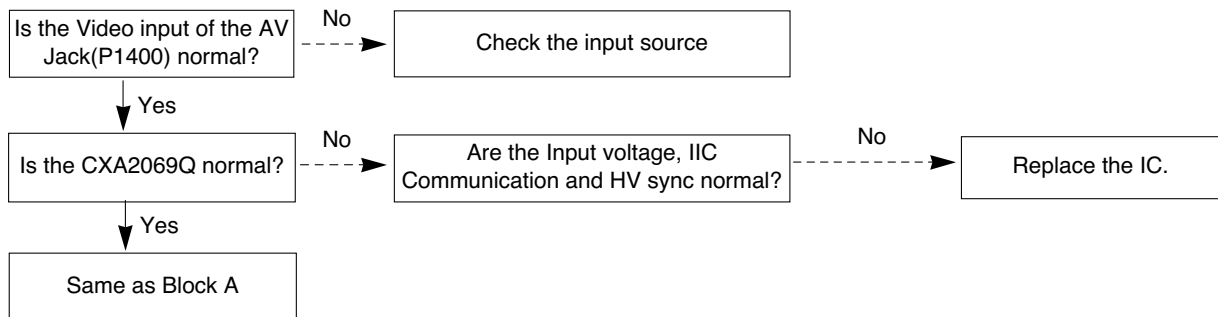 Is the Video input of the AV
Jack(P1400) normal?
No
Check the input source
Yes
Is the CXA2069Q normal?
No
Are the Input voltage, IIC
Communication and HV sync normal?
No
Replace the IC.
Yes
Same as Block A